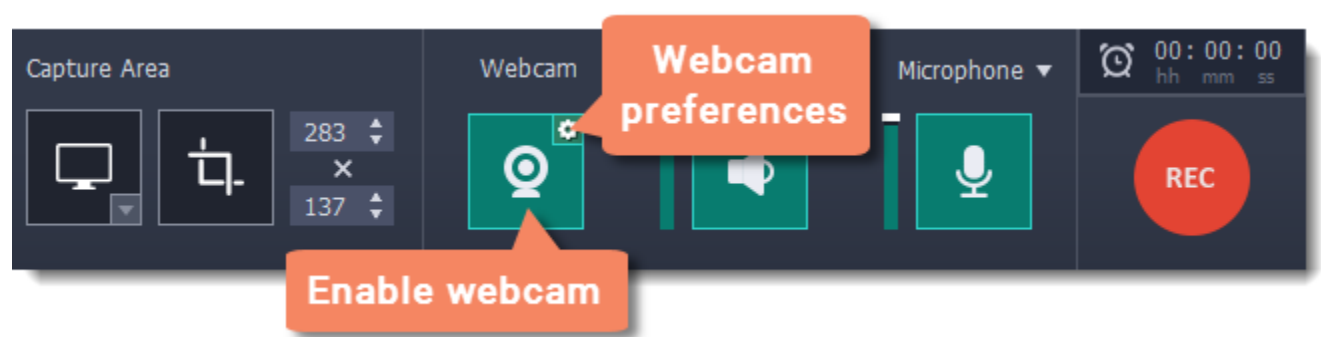 Capture Area
283
×
137
Webcam
Webcam
preferences
Enable webcam
Microphone
00:00:00
hh mm ss
REC